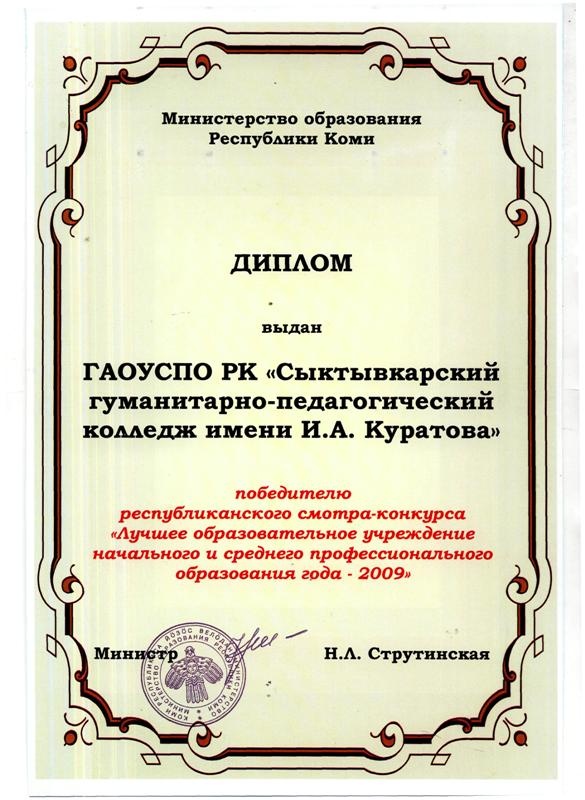 Министерство образования
Республики Коми
ДИПЛОМ
выдан
ГАОУСПО РК «Сыктывкарский
гуманитарно-педагогический
колледж имени И.А. Куратова»
победителю
республиканского смотра-конкурса
«Лучшее образовательное учреждение
начального и среднего профессионального
образования года - 2009»
Министр Н.Л. Струтинская